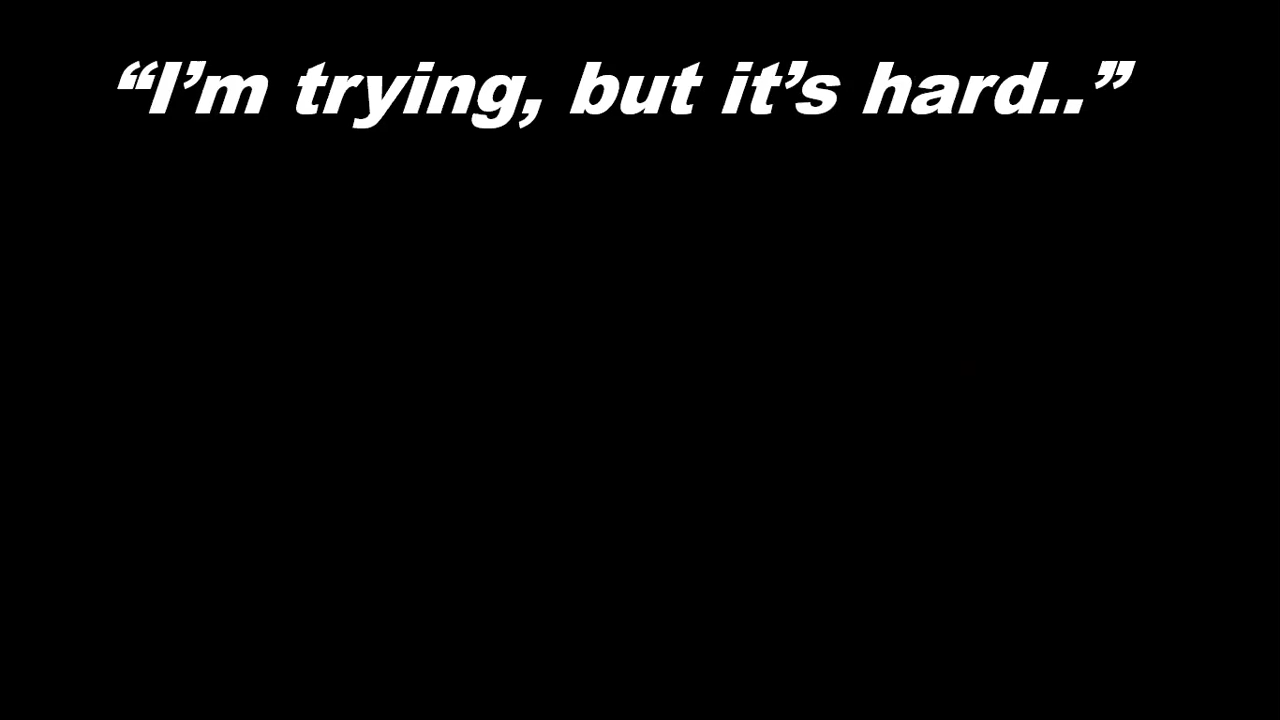 “I’m trying, but it’s hard..”